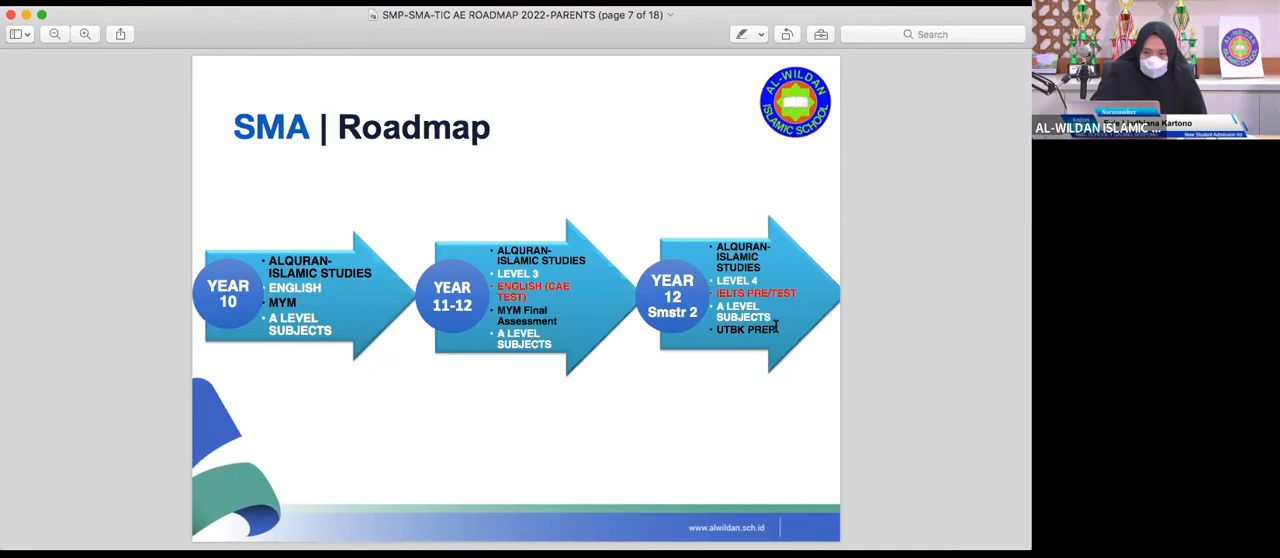 SMP-SMA-TIC AE ROADMAP 2022-PARENTS (page 7 of 18)
Search
AL-WILDAN
ISLAMIC SCHOOL
SMA | Roadmap
YEAR
10
• ALQURAN-
ISLAMIC STUDIES
• ENGLISH
• MYM
• A LEVEL
SUBJECTS
YEAR
11-12
• ALQURAN-
ISLAMIC STUDIES
• LEVEL 3
• ENGLISH (CAE
TEST)
• MYM Final
Assessment
• A LEVEL
SUBJECTS
YEAR
12
Smstr 2
• ALQURAN-
ISLAMIC
STUDIES
• LEVEL 4
• IELTS PRE/TEST
• A LEVEL
SUBJECTS
• UTBK PREP
www.alwildan.sch.id
Narasumber
Kartono
AL-WILDAN ISLAMIC ...
New Student Admission Int